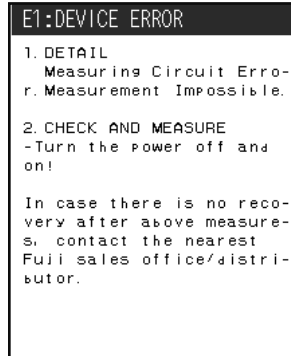 E1:DEVICE ERROR
1. DETAIL
Measuring Circuit Erro-
r. Measurement Impossible.
2. CHECK AND MEASURE
-Turn the power off and
on!
In case there is no reco-
very after above measure-
s, contact the nearest
Fuji sales office/distri-
butor.